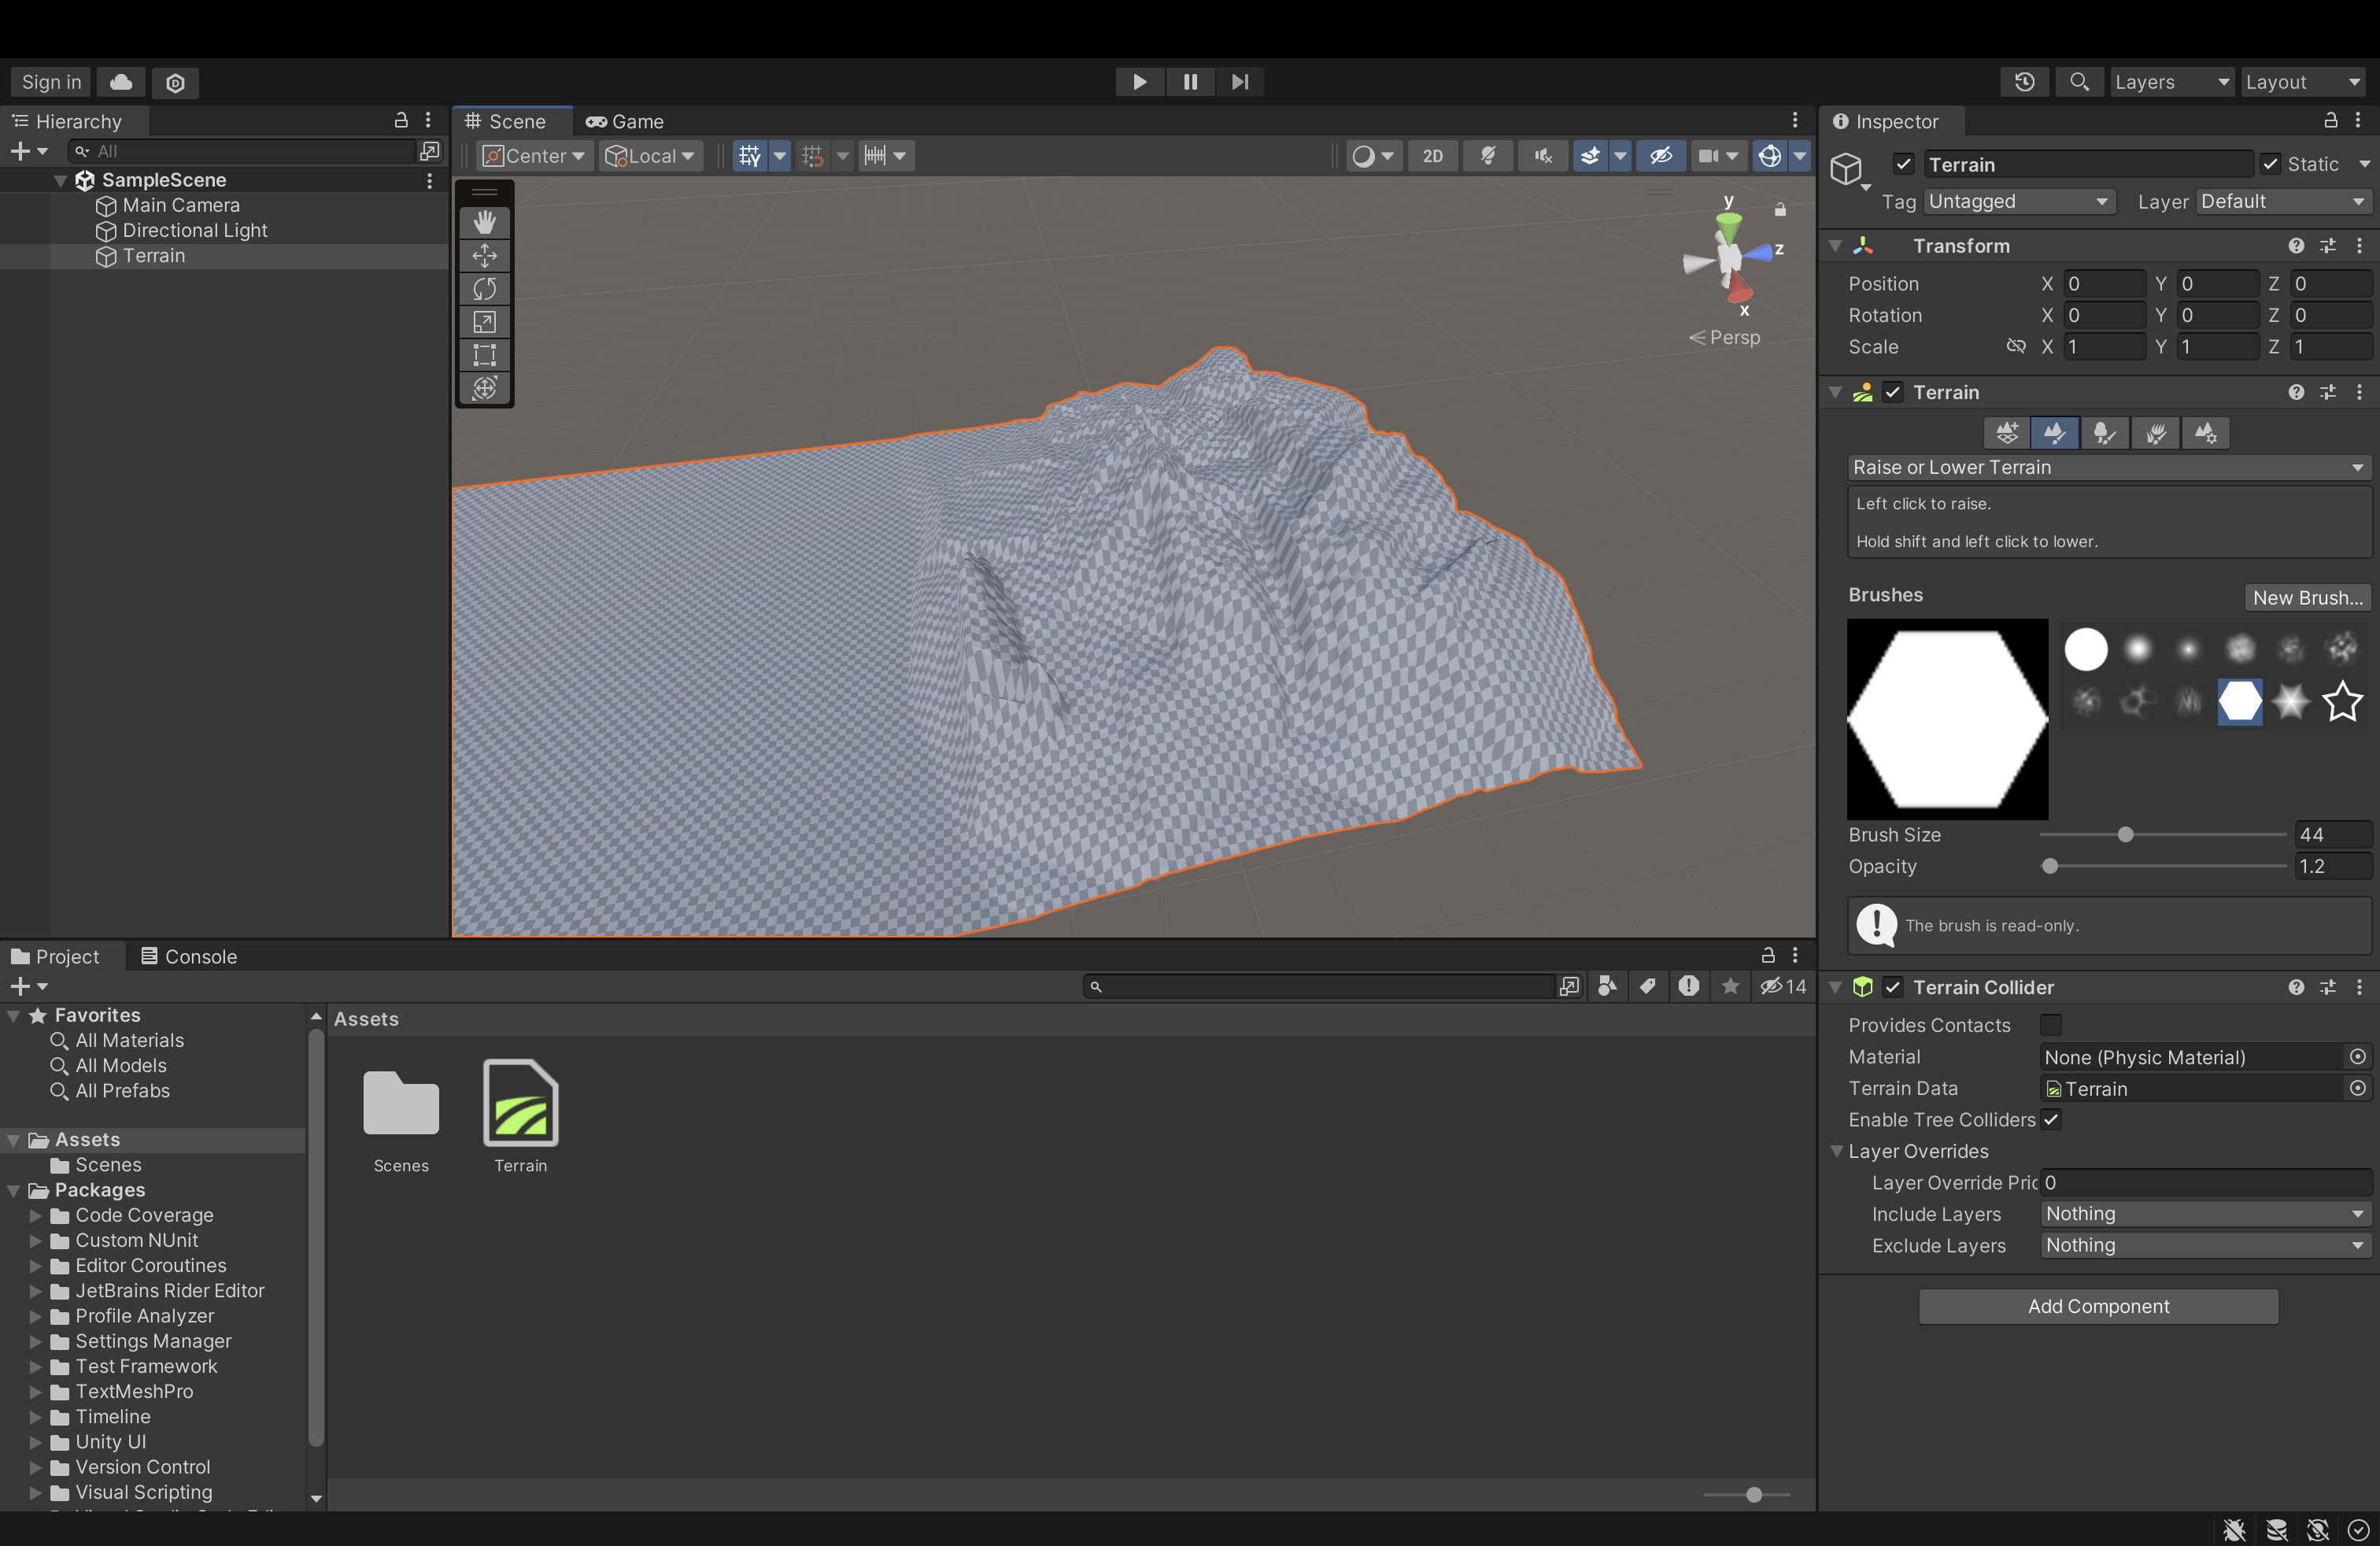 Sign in
Layers
Layout
Hierarchy
All
SampleScene
Main Camera
Directional Light
Terrain
Scene
Game
Center
Local
2D
y
z
x
Persp
Inspector
Terrain
Static
Tag Untagged Layer Default
Transform
Position X 0 Y 0 Z 0
Rotation X 0 Y 0 Z 0
Scale X 1 Y 1 Z 1
Terrain
Raise or Lower Terrain
Left click to raise.
Hold shift and left click to lower.
Brushes New Brush...
Brush Size 44
Opacity 1.2
The brush is read-only.
Terrain Collider
Provides Contacts
Material None (Physic Material)
Terrain Data Terrain
Enable Tree Colliders
Layer Overrides
Layer Override Pric 0
Include Layers Nothing
Exclude Layers Nothing
Add Component
Project
Console
14
Favorites
All Materials
All Models
All Prefabs
Assets
Scenes
Packages
Code Coverage
Custom NUnit
Editor Coroutines
JetBrains Rider Editor
Profile Analyzer
Settings Manager
Test Framework
TextMeshPro
Timeline
Unity UI
Version Control
Visual Scripting
Assets
Scenes
Terrain